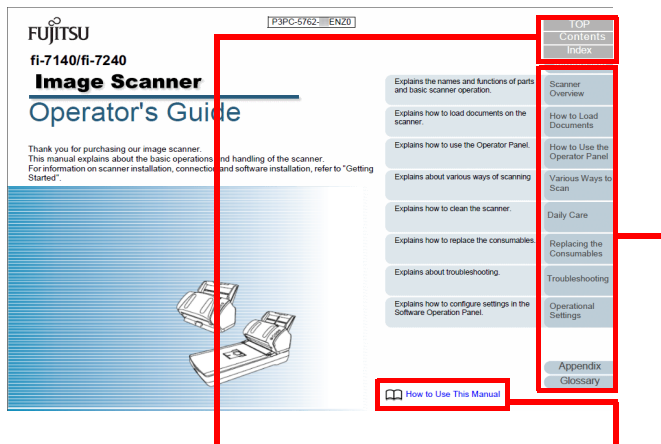 FUJITSU
P3PC-5762- ENZ0
TOP
Contents
Index
fi-7140/fi-7240
Image Scanner
Operator's Guide
Thank you for purchasing our image scanner.
This manual explains about the basic operations and handling of the scanner.
For information on scanner installation, connection and software installation, refer to "Getting
Started".
Explains the names and functions of parts
and basic scanner operation.
Scanner
Overview
Explains how to load documents on the
scanner.
How to Load
Documents
Explains how to use the Operator Panel.
How to Use the
Operator Panel
Explains about various ways of scanning
Various Ways to
Scan
Explains how to clean the scanner.
Daily Care
Explains how to replace the consumables.
Replacing the
Consumables
Explains about troubleshooting.
Troubleshooting
Explains how to configure settings in the
Software Operation Panel.
Operational
Settings
Appendix
Glossary
How to Use This Manual